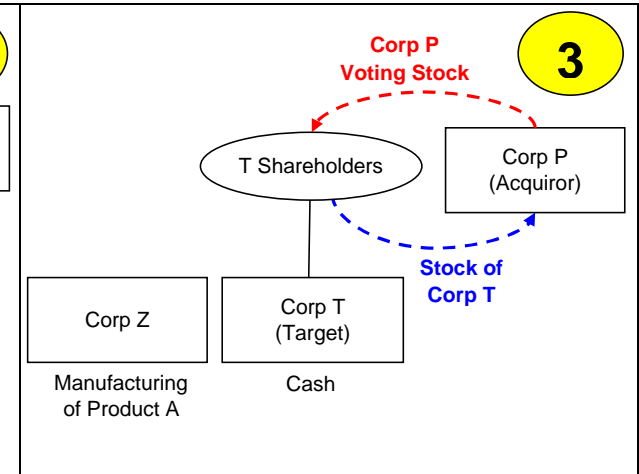 Corp P
Voting Stock
3
T Shareholders
Corp P
(Acquiror)
Stock of
Corp T
Corp Z
Corp T
(Target)
Manufacturing
of Product A
Cash